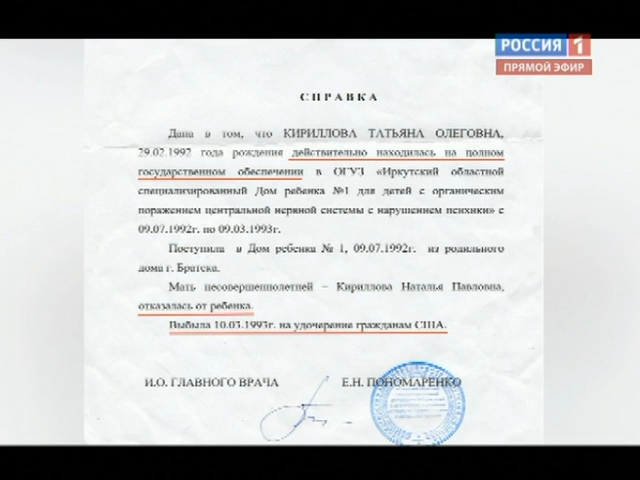 РОССИЯ 1
ПРЯМОЙ ЭФИР
СПРАВКА
Дана в том, что КИРИЛЛОВА ТАТЬЯНА ОЛЕГОВНА,
29.02.1992 года рождения действительно находилась на полном
государственном обеспечении в ОГУЗ «Иркутский областной
специализированный Дом ребенка №1 для детей с органическим
поражением центральной нервной системы с нарушением психики» с
09.07.1992г. по 09.03.1993г.
Поступила в Дом ребенка № 1, 09.07.1992г. из родильного
дома г. Братска.
Мать несовершеннолетней – Кириллова Наталья Павловна,
отказалась от ребенка.
Выбыла 10.03.1993г. на удочерение гражданам США.
И.О. ГЛАВНОГО ВРАЧА Е.Н. ПОНОМАРЕНКО